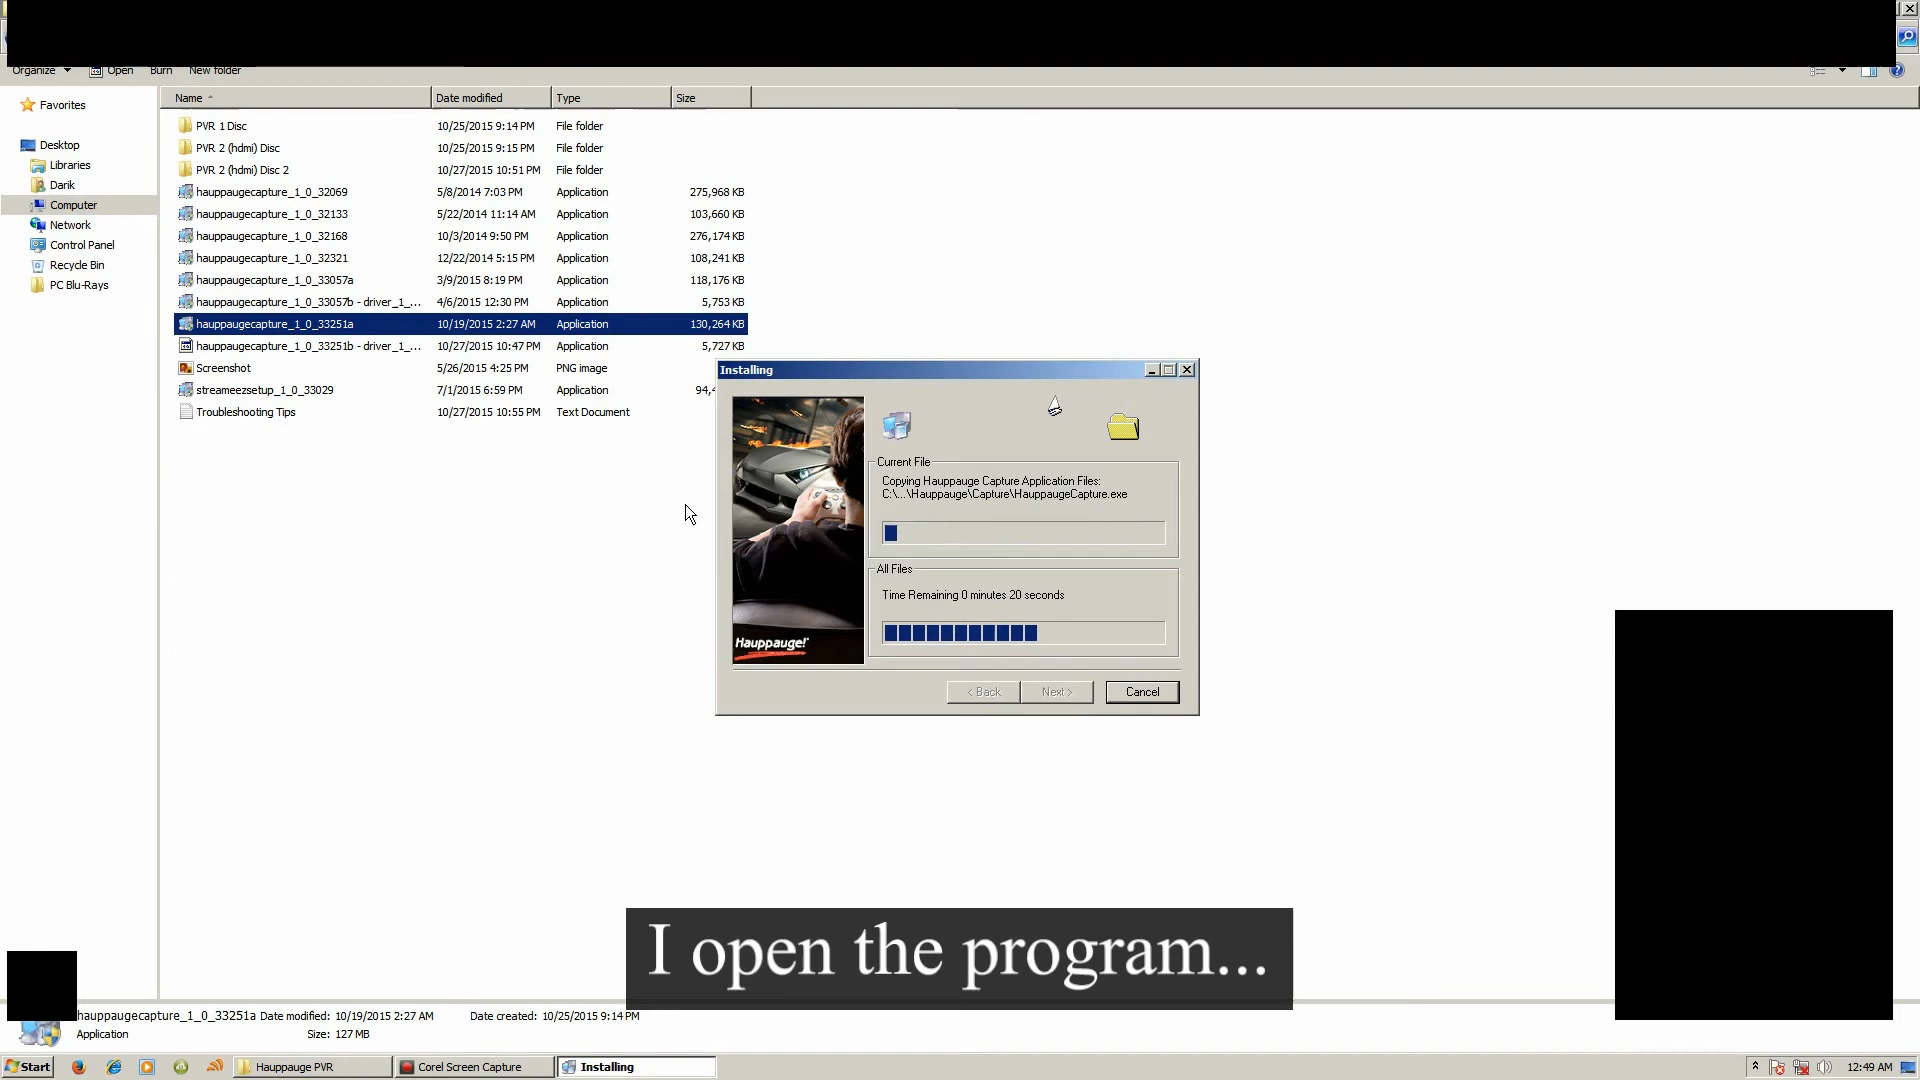 Organize Open Burn New folder
Name Date modified Type Size
Favorites
Desktop
Libraries
Darik
Computer
Network
Control Panel
Recycle Bin
PC Blu-Rays
PVR 1 Disc 10/25/2015 9:14 PM File folder
PVR 2 (hdmi) Disc 10/25/2015 9:15 PM File folder
PVR 2 (hdmi) Disc 2 10/27/2015 10:51 PM File folder
hauppaugecapture_1_0_32069 5/8/2014 7:03 PM Application 275,968 KB
hauppaugecapture_1_0_32133 5/22/2014 11:14 AM Application 103,660 KB
hauppaugecapture_1_0_32168 10/3/2014 9:50 PM Application 276,174 KB
hauppaugecapture_1_0_32321 12/22/2014 5:15 PM Application 108,241 KB
hauppaugecapture_1_0_33057a 3/9/2015 8:19 PM Application 118,176 KB
hauppaugecapture_1_0_33057b - driver_1_... 4/6/2015 12:30 PM Application 5,753 KB
hauppaugecapture_1_0_33251a 10/19/2015 2:27 AM Application 130,264 KB
hauppaugecapture_1_0_33251b - driver_1_... 10/27/2015 10:47 PM Application 5,727 KB
Screenshot 5/26/2015 4:25 PM PNG image
streameezsetup_1_0_33029 7/1/2015 6:59 PM Application 94,4
Troubleshooting Tips 10/27/2015 10:55 PM Text Document
Installing
Current File
Copying Hauppauge Capture Application Files:
C:\...\Hauppauge\Capture\HauppaugeCapture.exe
All Files
Time Remaining 0 minutes 20 seconds
Hauppauge!
< Back Next > Cancel
I open the program...
hauppaugecapture_1_0_33251a Date modified: 10/19/2015 2:27 AM Date created: 10/25/2015 9:14 PM
Application Size: 127 MB
Start Hauppauge PVR Corel Screen Capture Installing 12:49 AM